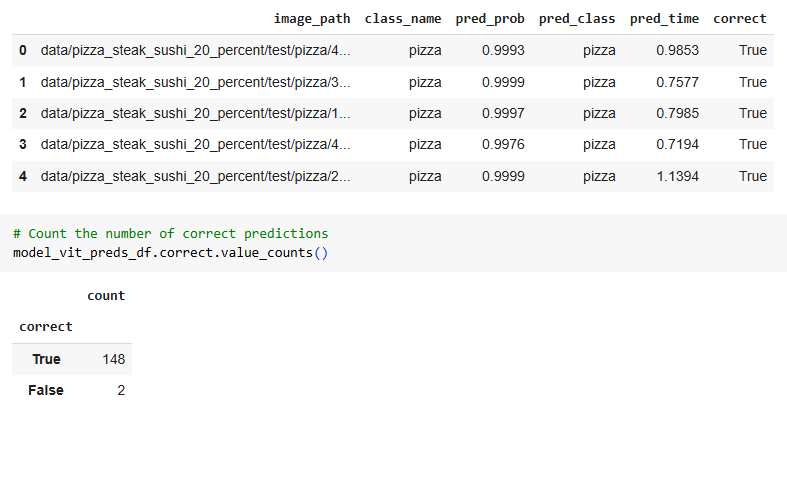 image_path class_name pred_prob pred_class pred_time correct
0 data/pizza_steak_sushi_20_percent/test/pizza/4... pizza 0.9993 pizza 0.9853 True
1 data/pizza_steak_sushi_20_percent/test/pizza/3... pizza 0.9999 pizza 0.7577 True
2 data/pizza_steak_sushi_20_percent/test/pizza/1... pizza 0.9997 pizza 0.7985 True
3 data/pizza_steak_sushi_20_percent/test/pizza/4... pizza 0.9976 pizza 0.7194 True
4 data/pizza_steak_sushi_20_percent/test/pizza/2... pizza 0.9999 pizza 1.1394 True
# Count the number of correct predictions
model_vit_preds_df.correct.value_counts()
count
correct
True 148
False 2